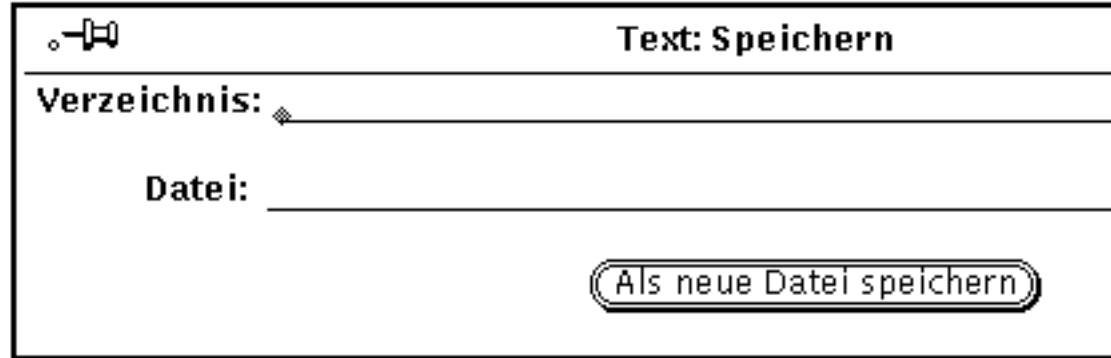 Text: Speichern
Verzeichnis:
Datei:
Als neue Datei speichern